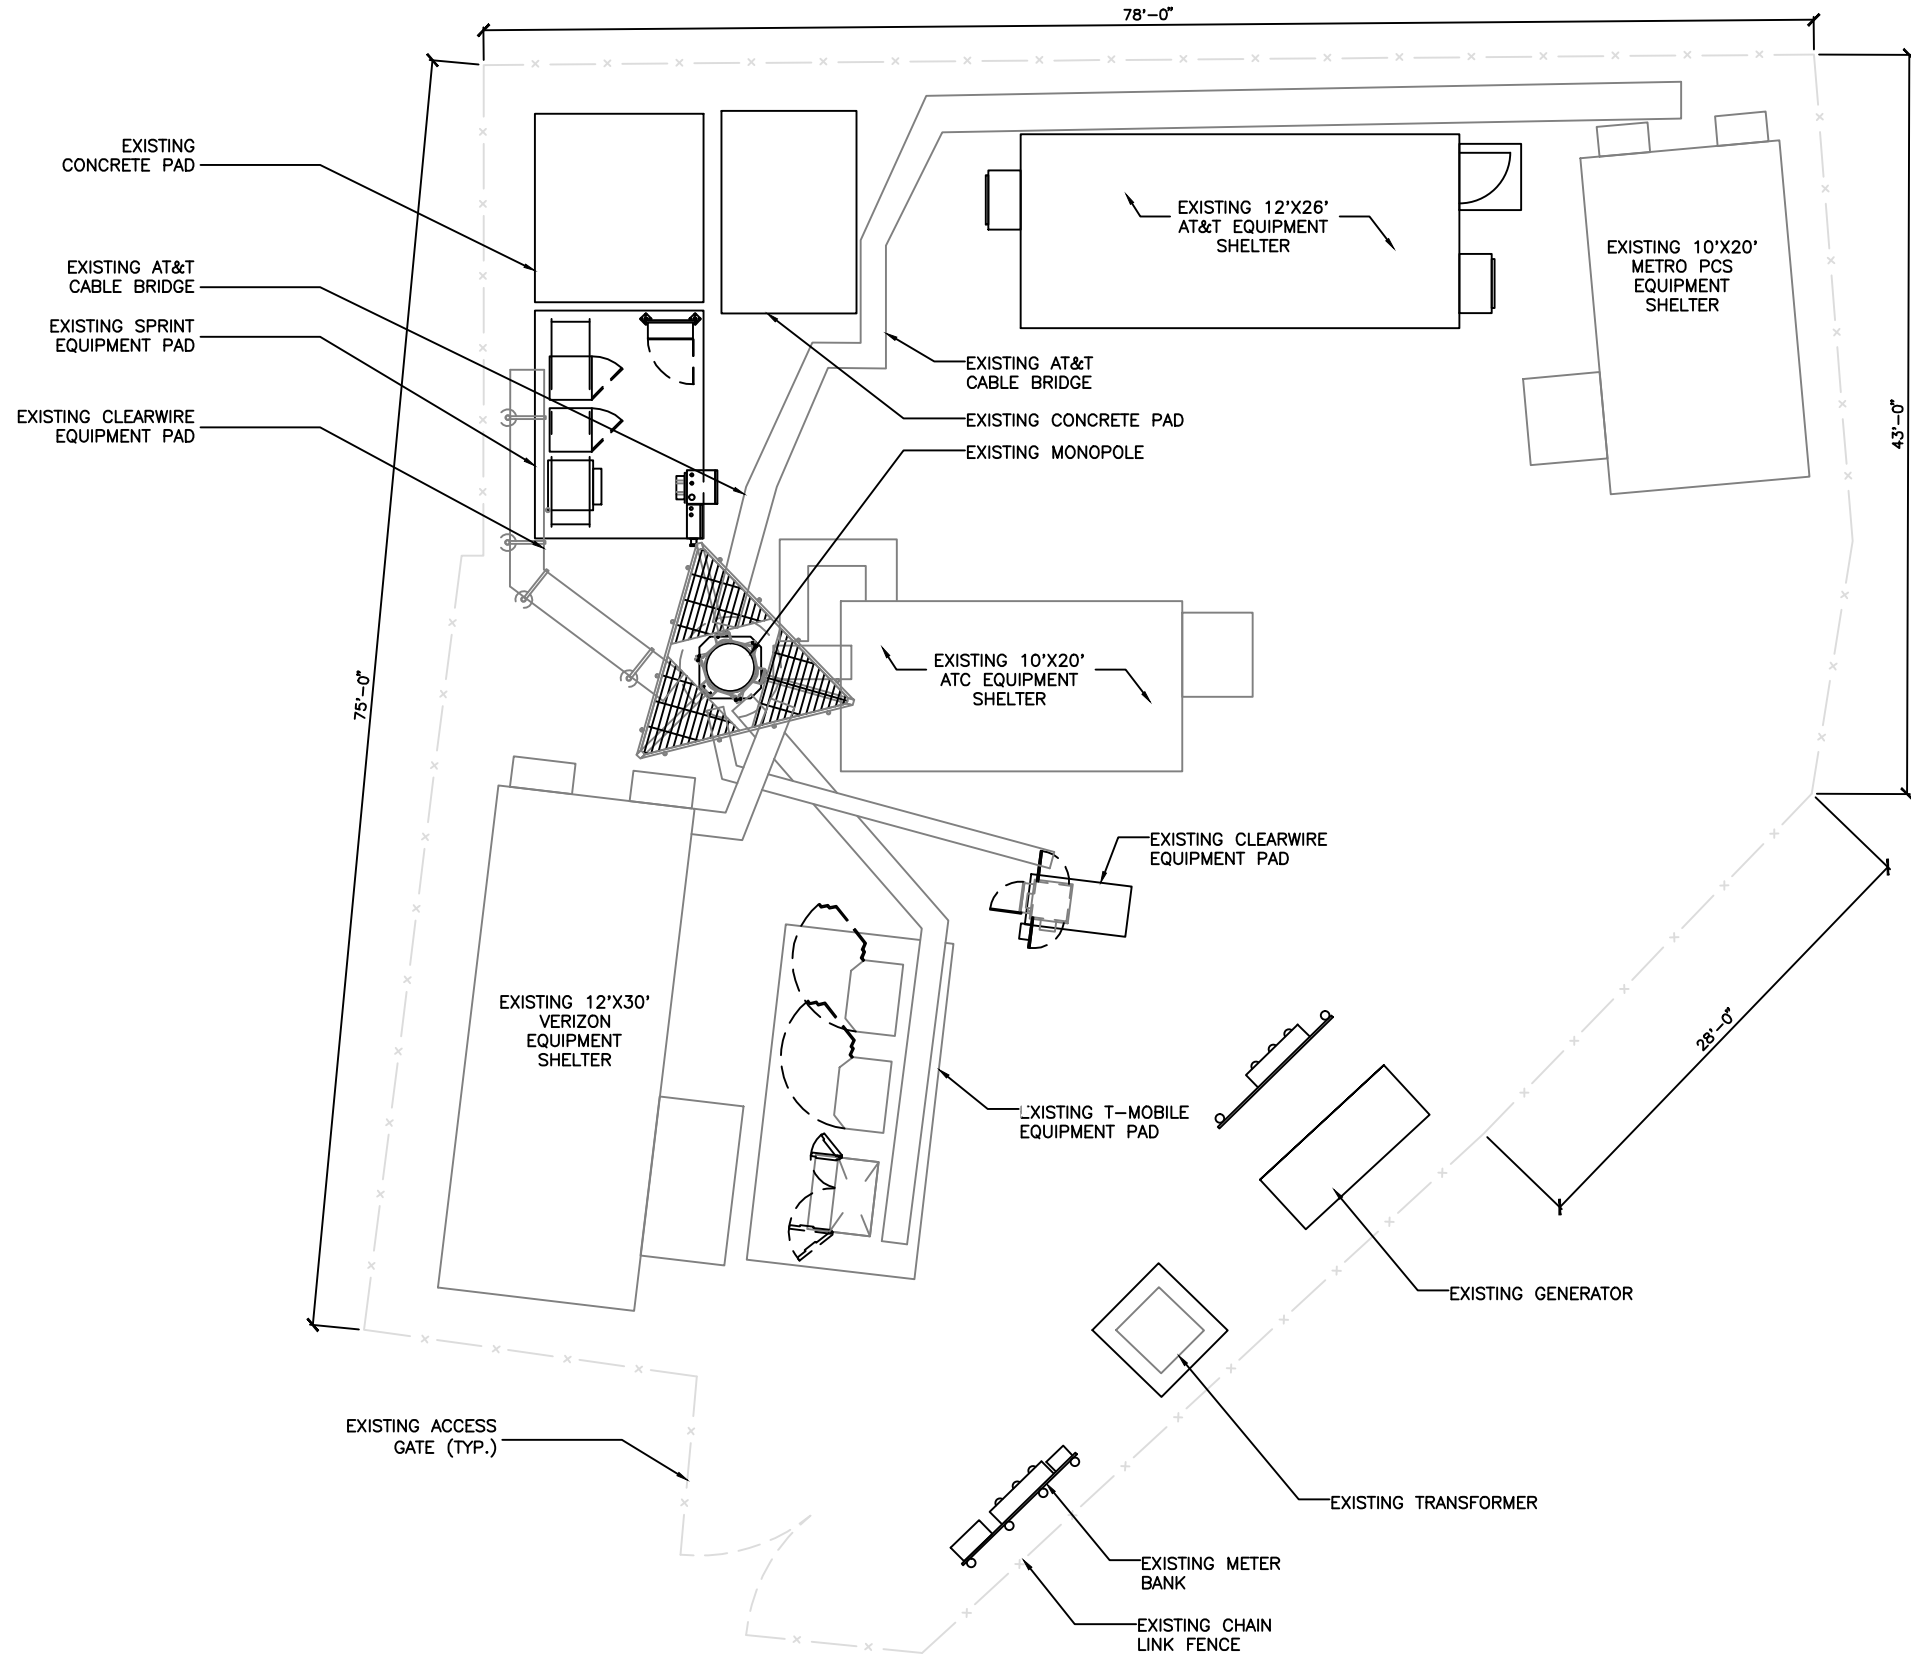 78'-0"
EXISTING
CONCRETE PAD
EXISTING AT&T
CABLE BRIDGE
EXISTING SPRINT
EQUIPMENT PAD
EXISTING CLEARWIRE
EQUIPMENT PAD
EXISTING 12'X26'
AT&T EQUIPMENT
SHELTER
EXISTING 10'X20'
METRO PCS
EQUIPMENT
SHELTER
EXISTING AT&T
CABLE BRIDGE
EXISTING CONCRETE PAD
EXISTING MONOPOLE
43'-0"
75'-0"
EXISTING 10'X20'
ATC EQUIPMENT
SHELTER
EXISTING CLEARWIRE
EQUIPMENT PAD
EXISTING 12'X30'
VERIZON
EQUIPMENT
SHELTER
28'-0"
EXISTING T-MOBILE
EQUIPMENT PAD
EXISTING GENERATOR
EXISTING ACCESS
GATE (TYP.)
EXISTING TRANSFORMER
EXISTING METER
BANK
EXISTING CHAIN
LINK FENCE